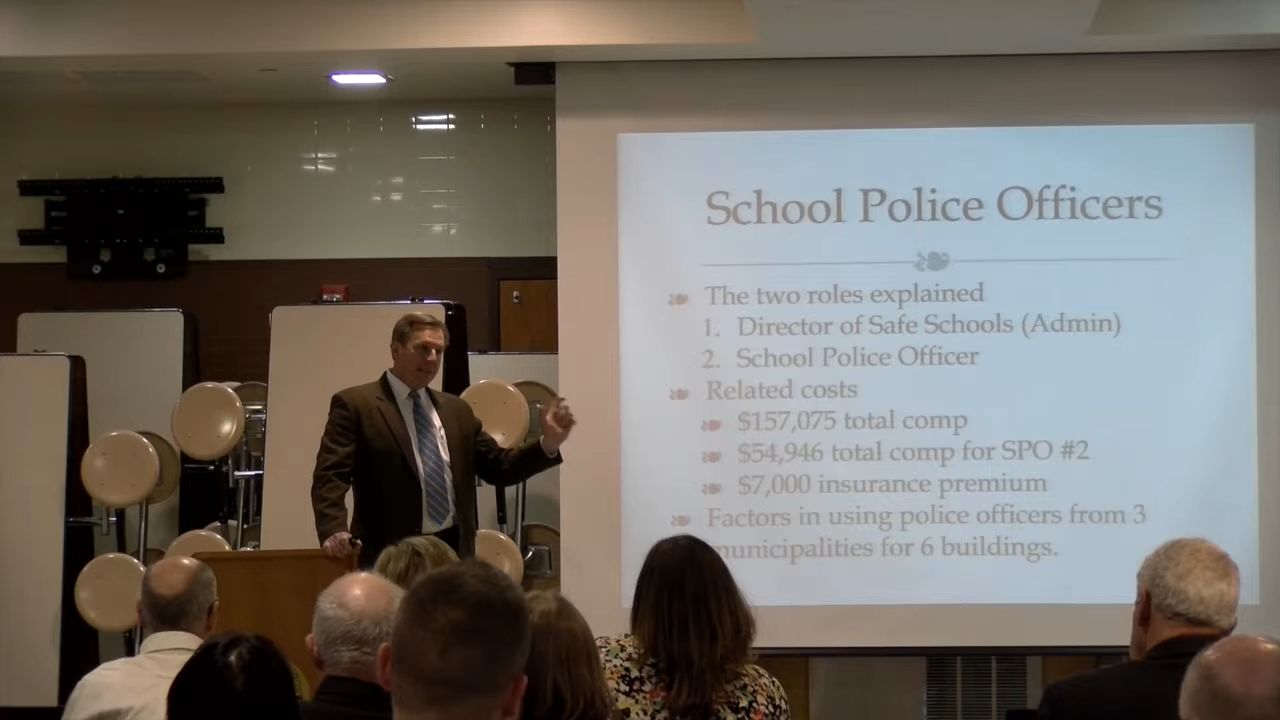 School Police Officers
The two roles explained
1. Director of Safe Schools (Admin)
2. School Police Officer
Related costs
$157,075 total comp
$54,946 total comp for SPO #2
$7,000 insurance premium
Factors in using police officers from 3
municipalities for 6 buildings.